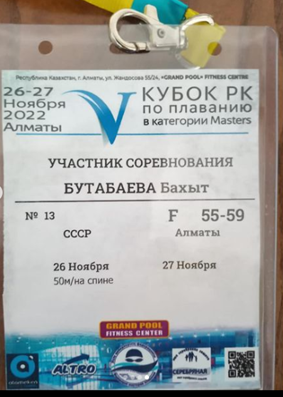 Республика Казахстан, г. Алматы, ул. Жандосова 55/24, «GRAND POOL» FITNESS CENTRE
26-27
Ноября
2022
Алматы
V КУБОК РК
по плаванию
в категории Masters
УЧАСТНИК СОРЕВНОВАНИЯ
БУТАБАЕВА Бахыт
№ 13 F 55-59
СССР Алматы
26 Ноября 27 Ноября
50м/на спине
GRAND POOL
FITNESS CENTER
ALTRO
СЕРЕБРЯНАЯ